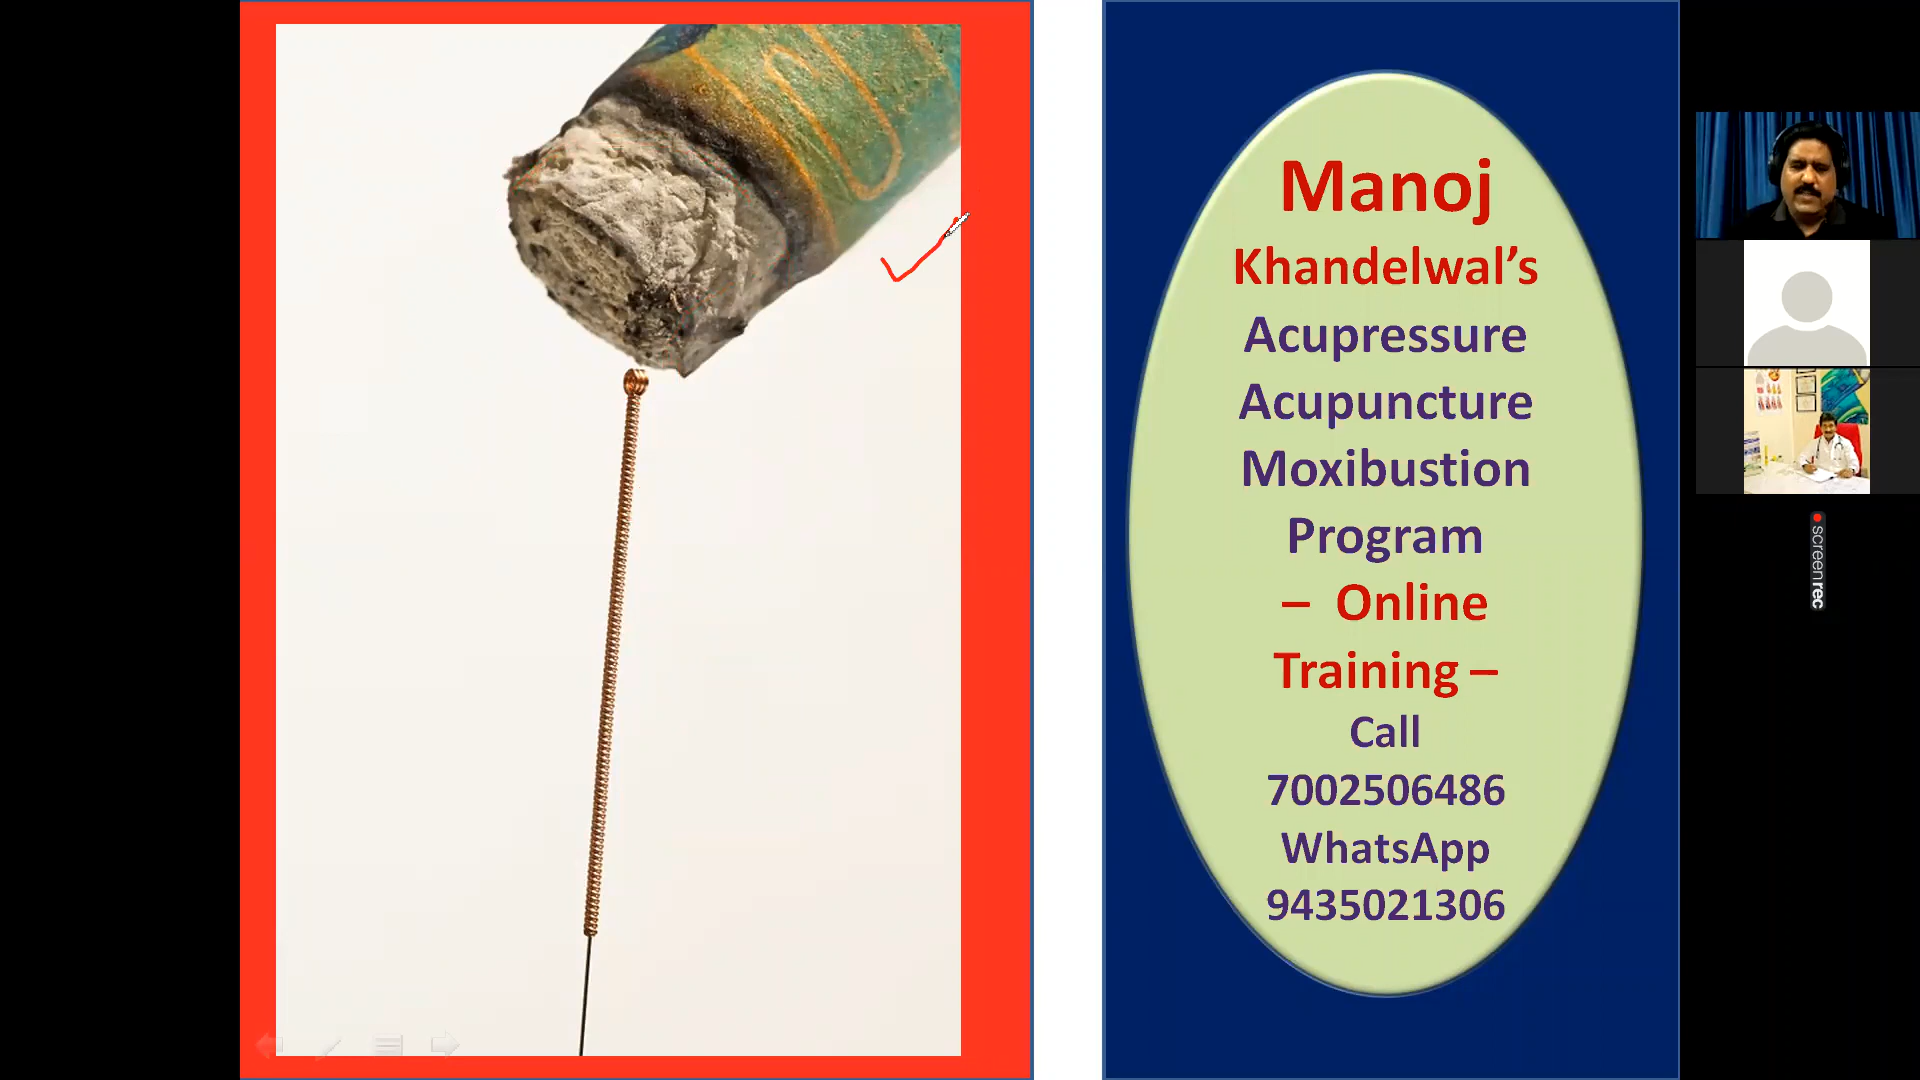 Manoj
Khandelwal’s
Acupressure
Acupuncture
Moxibustion
Program
– Online
Training –
Call
7002506486
WhatsApp
9435021306
screenrec